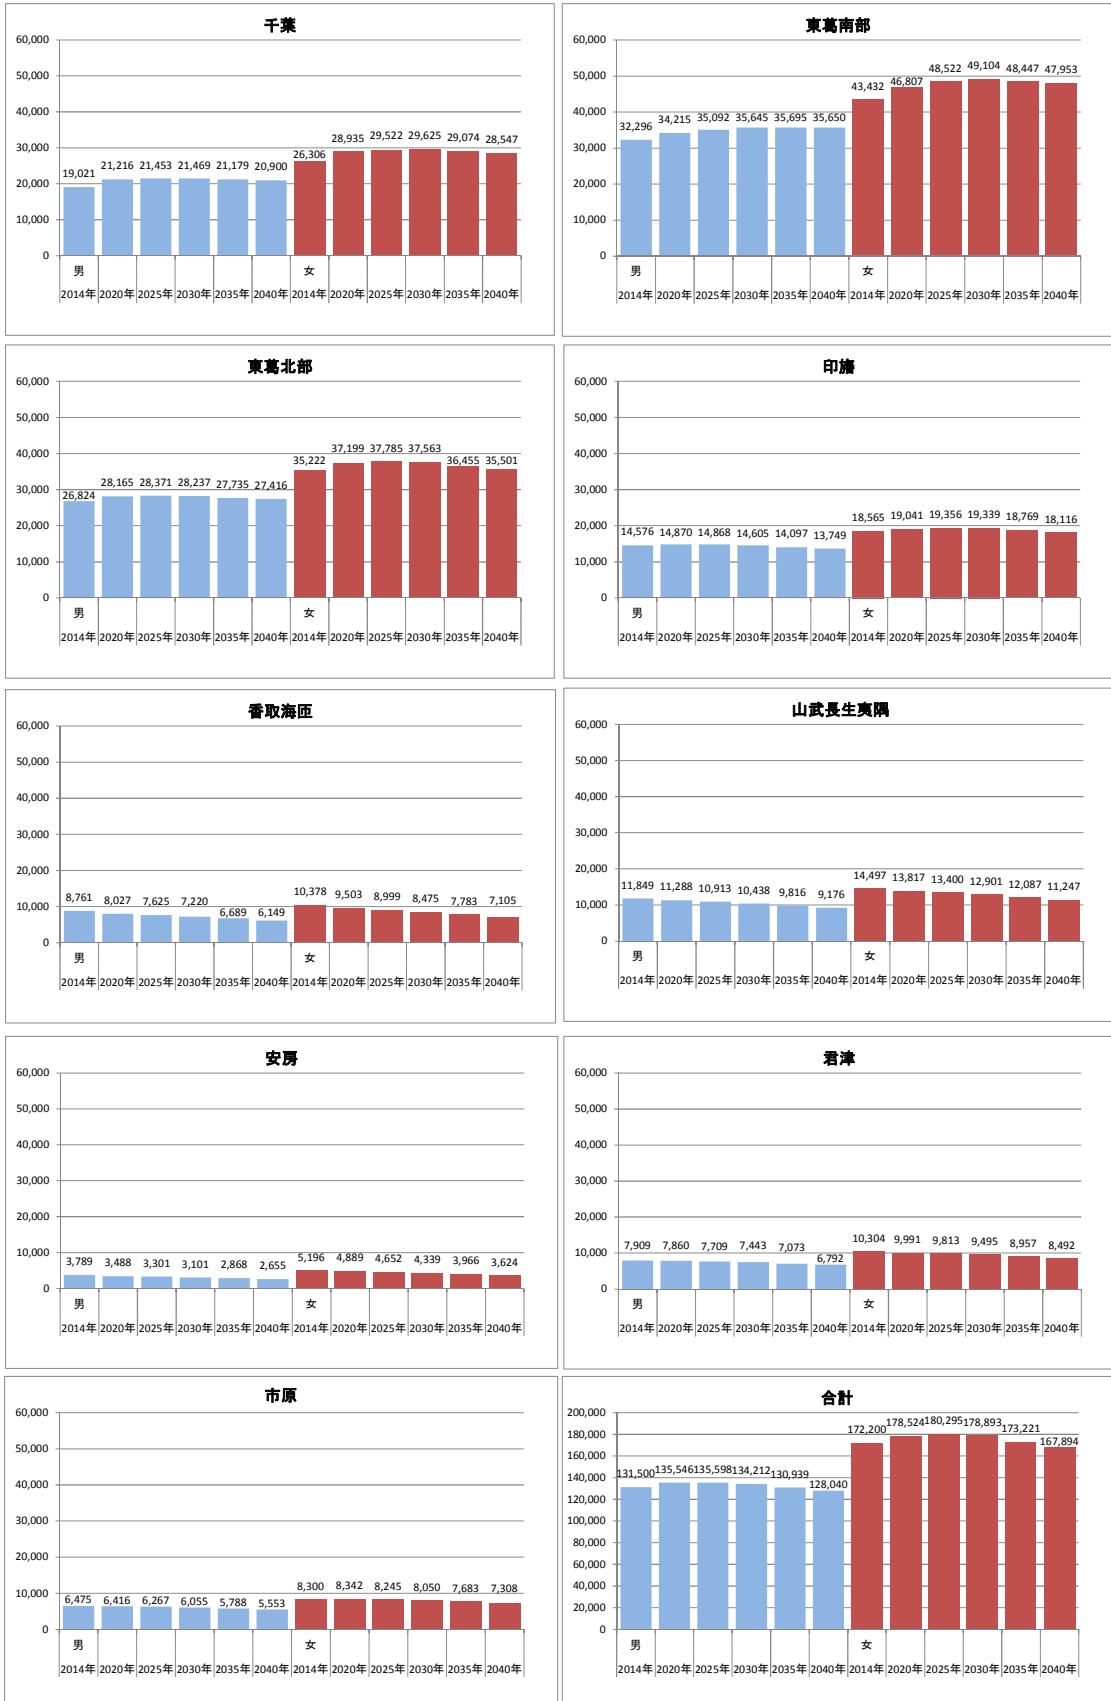 千葉
60,000
50,000
40,000
30,000
20,000
10,000
0
19,021 21,216 21,453 21,469 21,179 20,900 26,306 28,935 29,522 29,625 29,074 28,547
男 女
2014年 2020年 2025年 2030年 2035年 2040年 2014年 2020年 2025年 2030年 2035年 2040年
東葛南部
60,000
50,000
40,000
30,000
20,000
10,000
0
32,296 34,215 35,092 35,645 35,695 35,650 43,432 46,807 48,522 49,104 48,447 47,953
男 女
2014年 2020年 2025年 2030年 2035年 2040年 2014年 2020年 2025年 2030年 2035年 2040年
東葛北部
60,000
50,000
40,000
30,000
20,000
10,000
0
26,824 28,165 28,371 28,237 27,735 27,416 35,222 37,199 37,785 37,563 36,455 35,501
男 女
2014年 2020年 2025年 2030年 2035年 2040年 2014年 2020年 2025年 2030年 2035年 2040年
印旛
60,000
50,000
40,000
30,000
20,000
10,000
0
14,576 14,870 14,868 14,605 14,097 13,749 18,565 19,041 19,356 19,339 18,769 18,116
男 女
2014年 2020年 2025年 2030年 2035年 2040年 2014年 2020年 2025年 2030年 2035年 2040年
香取海匝
60,000
50,000
40,000
30,000
20,000
10,000
0
8,761 8,027 7,625 7,220 6,689 6,149 10,378 9,503 8,999 8,475 7,783 7,105
男 女
2014年 2020年 2025年 2030年 2035年 2040年 2014年 2020年 2025年 2030年 2035年 2040年
山武長生夷隅
60,000
50,000
40,000
30,000
20,000
10,000
0
11,849 11,288 10,913 10,438 9,816 9,176 14,497 13,817 13,400 12,901 12,087 11,247
男 女
2014年 2020年 2025年 2030年 2035年 2040年 2014年 2020年 2025年 2030年 2035年 2040年
安房
60,000
50,000
40,000
30,000
20,000
10,000
0
3,789 3,488 3,301 3,101 2,868 2,655 5,196 4,889 4,652 4,339 3,966 3,624
男 女
2014年 2020年 2025年 2030年 2035年 2040年 2014年 2020年 2025年 2030年 2035年 2040年
君津
60,000
50,000
40,000
30,000
20,000
10,000
0
7,909 7,860 7,709 7,443 7,073 6,792 10,304 9,991 9,813 9,495 8,957 8,492
男 女
2014年 2020年 2025年 2030年 2035年 2040年 2014年 2020年 2025年 2030年 2035年 2040年
市原
60,000
50,000
40,000
30,000
20,000
10,000
0
6,475 6,416 6,267 6,055 5,788 5,553 8,300 8,342 8,245 8,050 7,683 7,308
男 女
2014年 2020年 2025年 2030年 2035年 2040年 2014年 2020年 2025年 2030年 2035年 2040年
合計
200,000
180,000
160,000
140,000
120,000
100,000
80,000
60,000
40,000
20,000
0
131,500 135,546 135,598 134,212 130,939 128,040 172,200 178,524 180,295 178,893 173,221 167,894
男 女
2014年 2020年 2025年 2030年 2035年 2040年 2014年 2020年 2025年 2030年 2035年 2040年